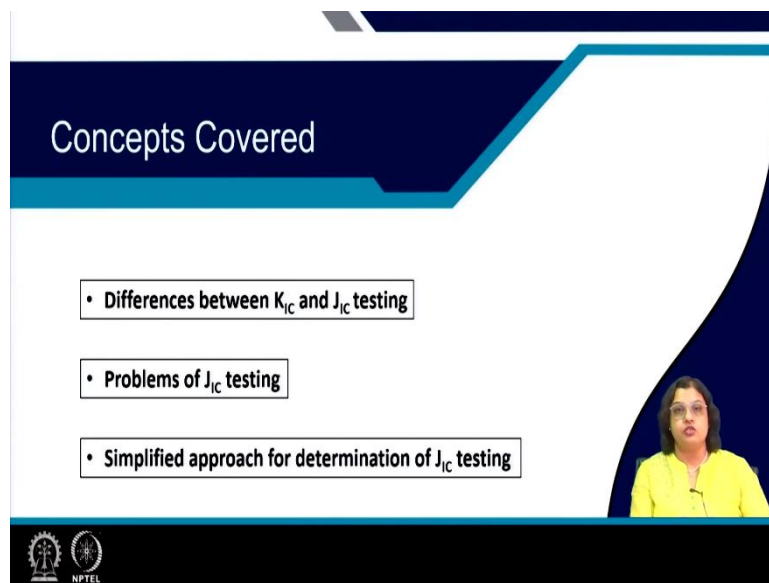 Concepts Covered
• Differences between KIC and JIC testing
• Problems of JIC testing
• Simplified approach for determination of JIC testing
NPTEL